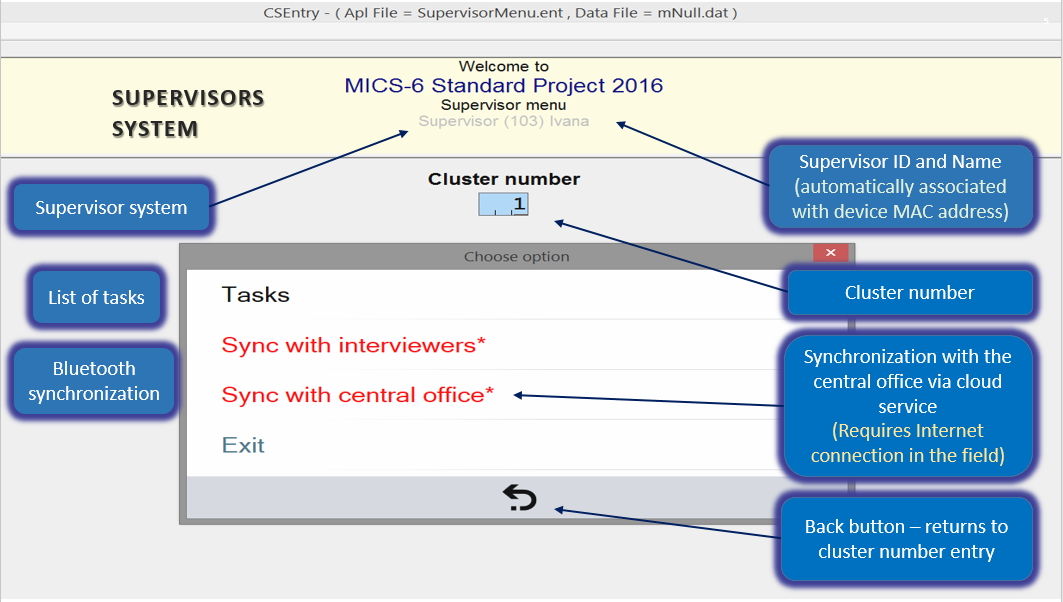 CSEntry - ( Apl File = SupervisorMenu.ent , Data File = mNull.dat )
SUPERVISORS
SYSTEM
Welcome to
MICS-6 Standard Project 2016
Supervisor menu
Supervisor (103) Ivana
Supervisor ID and Name
(automatically associated
with device MAC address)
Supervisor system
Cluster number
1
Choose option
×
List of tasks
Tasks
Cluster number
Bluetooth
synchronization
Sync with interviewers*
Sync with central office*
Exit
Synchronization with the
central office via cloud
service
(Requires Internet
connection in the field)
Back button – returns to
cluster number entry